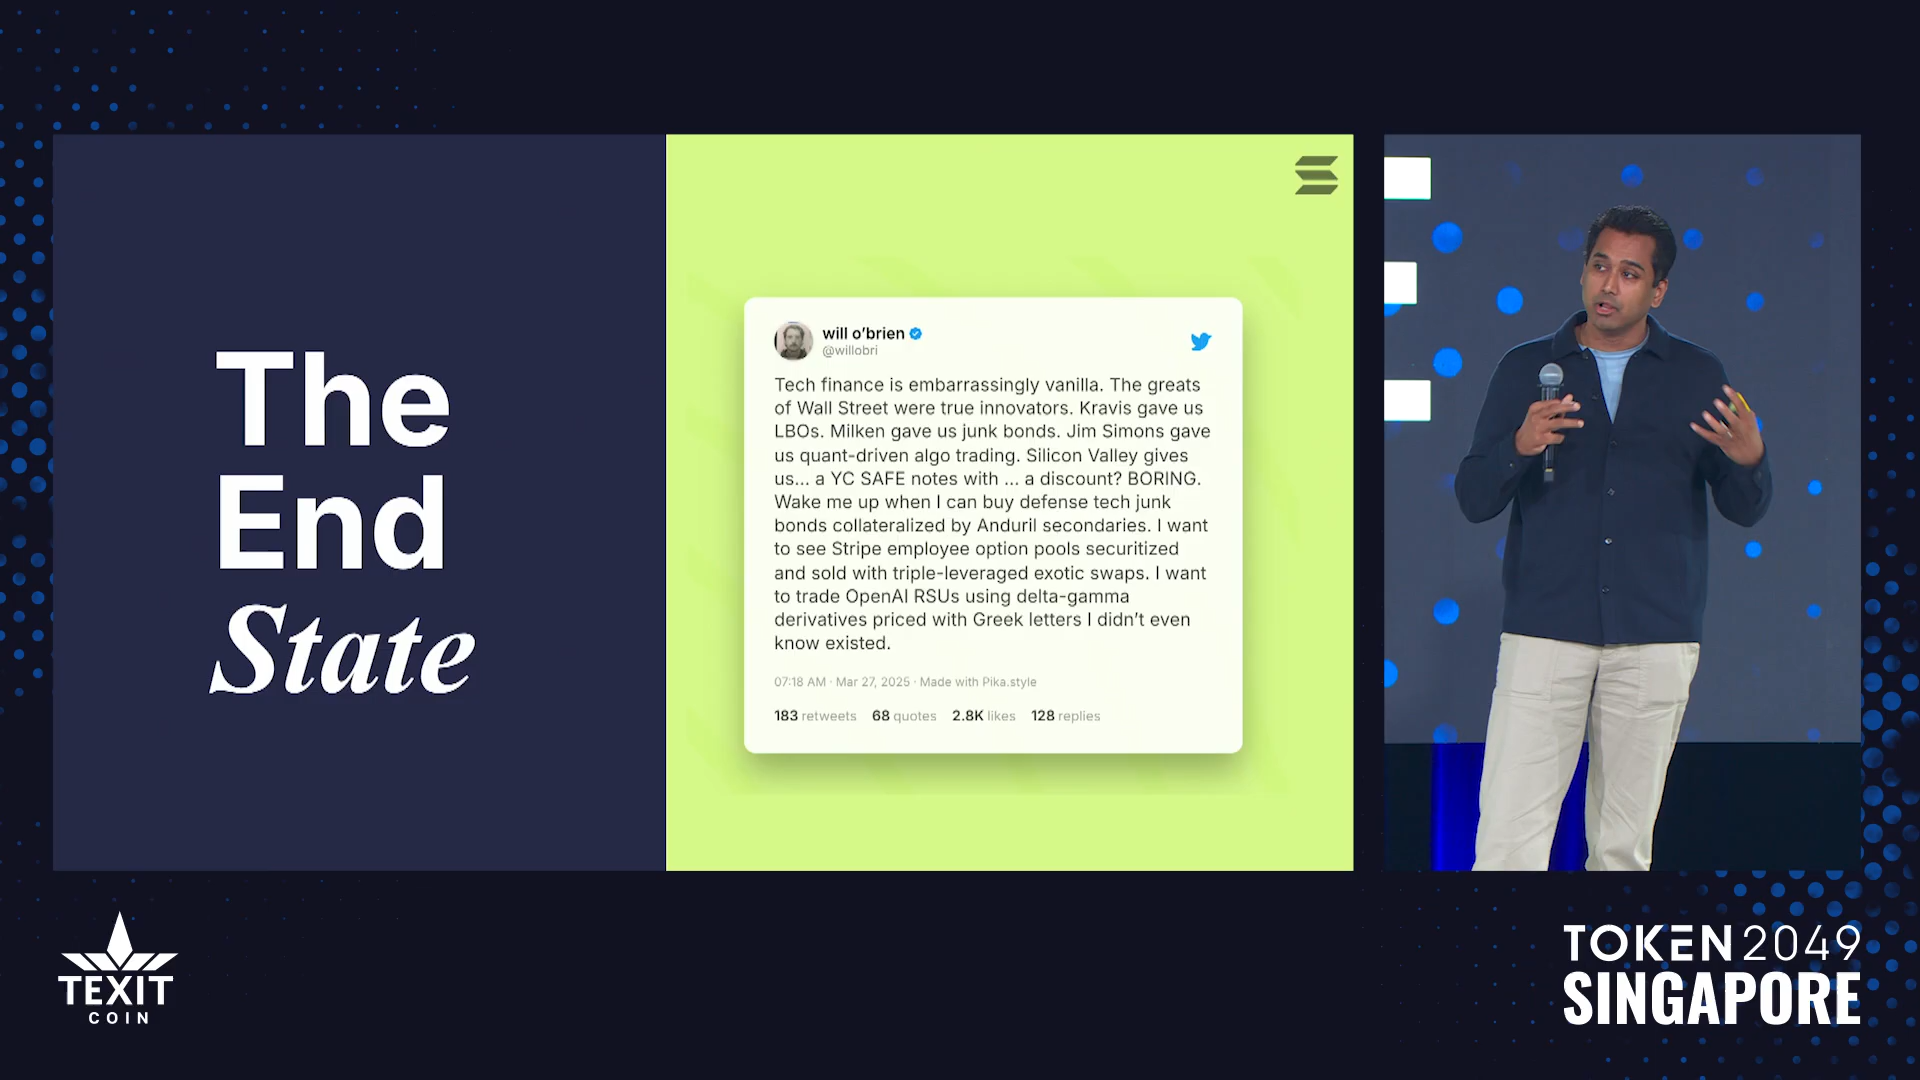 The
End
State
will o’brien
@willobri
Tech finance is embarrassingly vanilla. The greats
of Wall Street were true innovators. Kravis gave us
LBOs. Milken gave us junk bonds. Jim Simons gave
us quant-driven algo trading. Silicon Valley gives
us... a YC SAFE notes with ... a discount? BORING.
Wake me up when I can buy defense tech junk
bonds collateralized by Anduril secondaries. I want
to see Stripe employee option pools securitized
and sold with triple-leveraged exotic swaps. I want
to trade OpenAI RSUs using delta-gamma
derivatives priced with Greek letters I didn’t even
know existed.
07:18 AM · Mar 27, 2025 · Made with Pika.style
183 retweets 68 quotes 2.8K likes 128 replies
TEXIT
COIN
TOKEN2049
SINGAPORE